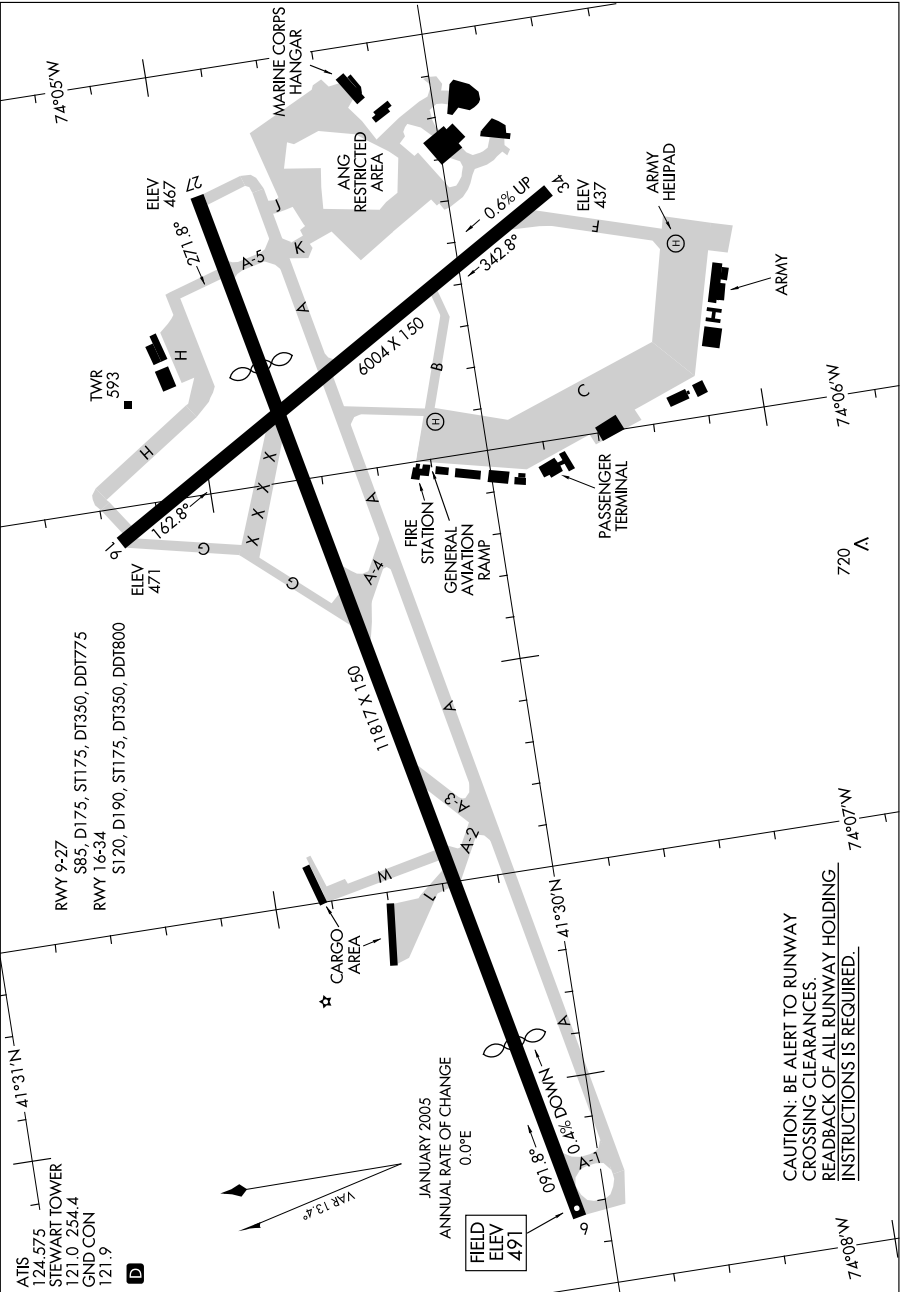 ATIS
124.575
STEWART TOWER
121.0 254.4
GND CON
121.9
D
41°31'N
74°05'W
MARINE CORPS
HANGAR
ANG
RESTRICTED
AREA
ELEV
467
27
271.8°
A-5
K
J
A
H
TWR
593
H
X X X X
16
162.8°
ELEV
471
G
G
A-4
A
6004 X 150
B
342.8°
0.6% UP
34
ELEV
437
F
ARMY
HELIPAD
H
H
ARMY
C
H
74°06'W
FIRE
STATION
GENERAL
AVIATION
RAMP
PASSENGER
TERMINAL
720
RWY 9-27
S85, D175, ST175, DT350, DDT775
RWY 16-34
S120, D190, ST175, DT350, DDT800
11817 X 150
A
A-3
A-2
M
L
CARGO
AREA
VAR 13.4°
JANUARY 2005
ANNUAL RATE OF CHANGE
0.0°E
FIELD
ELEV
491
9
091.8°
0.4% DOWN
A-1
A
41°30'N
74°07'W
74°08'W
CAUTION: BE ALERT TO RUNWAY
CROSSING CLEARANCES.
READBACK OF ALL RUNWAY HOLDING
INSTRUCTIONS IS REQUIRED.